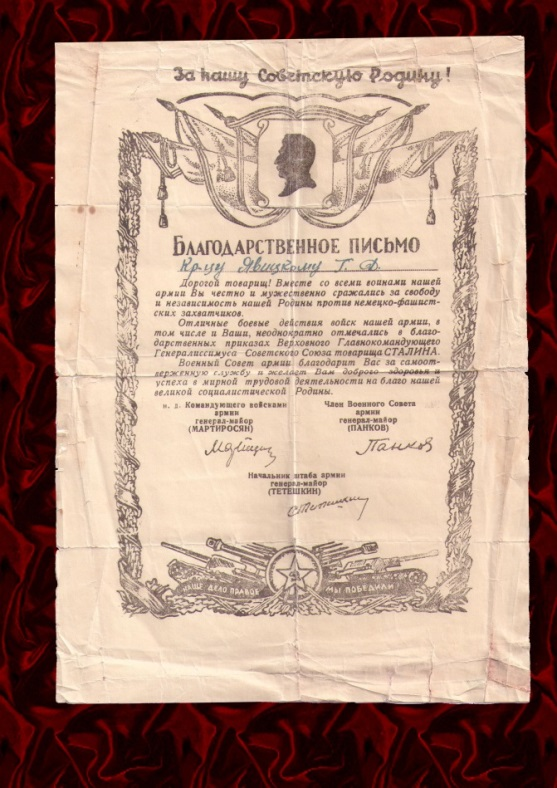 За нашу Советскую Родину!
БЛАГОДАРСТВЕННОЕ ПИСЬМО
Кр-цу Явицкому Г. Ф.
Дорогой товарищ! Вместе со всеми воинами нашей
армии Вы честно и мужественно сражались за свободу
и независимость нашей Родины против немецко-фашист-
ских захватчиков.
Отличные боевые действия войск нашей армии, в
том числе и Ваши, неоднократно отмечались в благо-
дарственных приказах Верховного Главнокомандующего
Генералиссимуса Советского Союза товарища СТАЛИНА.
Военный Совет армии благодарит Вас за самоот-
верженную службу и желает Вам доброго здоровья и
успеха в мирной трудовой деятельности на благо нашей
великой социалистической Родины.
и. д. Командующего войсками
армии
генерал-майор
(МАРТИРОСЯН)
Член Военного Совета
армии
генерал-майор
(ПАНКОВ)
Панков
Начальник штаба армии
генерал-майор
(ТЕТЕШКИН)
НАШЕ ДЕЛО ПРАВОЕ МЫ ПОБЕДИЛИ